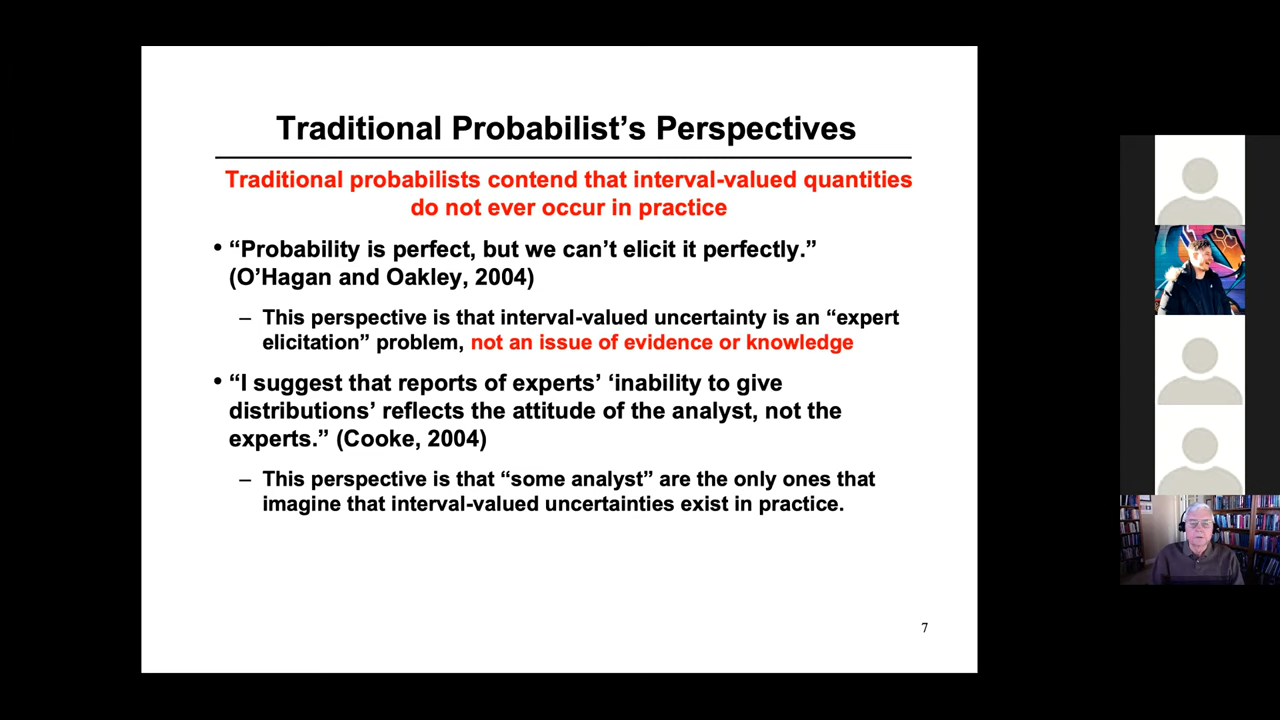 Traditional Probabilist’s Perspectives
Traditional probabilists contend that interval-valued quantities
do not ever occur in practice
• “Probability is perfect, but we can’t elicit it perfectly.”
(O’Hagan and Oakley, 2004)
– This perspective is that interval-valued uncertainty is an “expert
elicitation” problem, not an issue of evidence or knowledge
• “I suggest that reports of experts’ ‘inability to give
distributions’ reflects the attitude of the analyst, not the
experts.” (Cooke, 2004)
– This perspective is that “some analyst” are the only ones that
imagine that interval-valued uncertainties exist in practice.
7